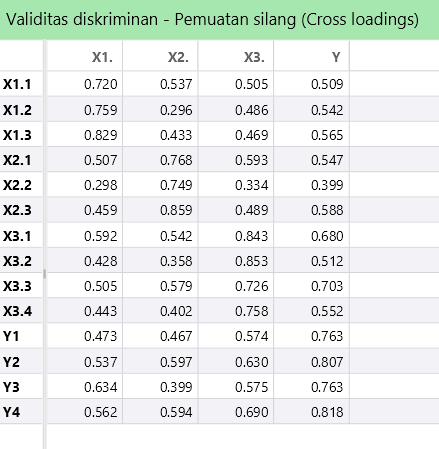 Validitas diskriminan - Pemuatan silang (Cross loadings)
X1. X2. X3. Y
X1.1 0.720 0.537 0.505 0.509
X1.2 0.759 0.296 0.486 0.542
X1.3 0.829 0.433 0.469 0.565
X2.1 0.507 0.768 0.593 0.547
X2.2 0.298 0.749 0.334 0.399
X2.3 0.459 0.859 0.489 0.588
X3.1 0.592 0.542 0.843 0.680
X3.2 0.428 0.358 0.853 0.512
X3.3 0.505 0.579 0.726 0.703
X3.4 0.443 0.402 0.758 0.552
Y1 0.473 0.467 0.574 0.763
Y2 0.537 0.597 0.630 0.807
Y3 0.634 0.399 0.575 0.763
Y4 0.562 0.594 0.690 0.818